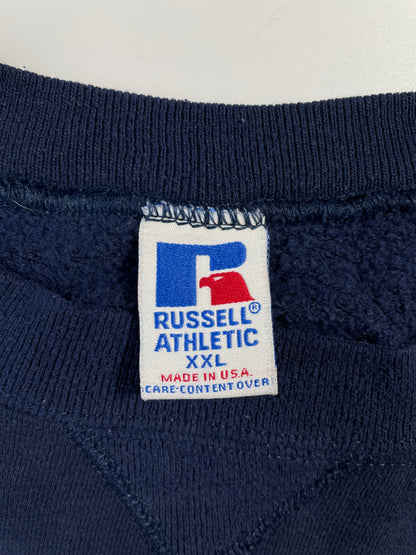 R
RUSSELL®
ATHLETIC
XXL
MADE IN U.S.A.
CARE-CONTENT OVER